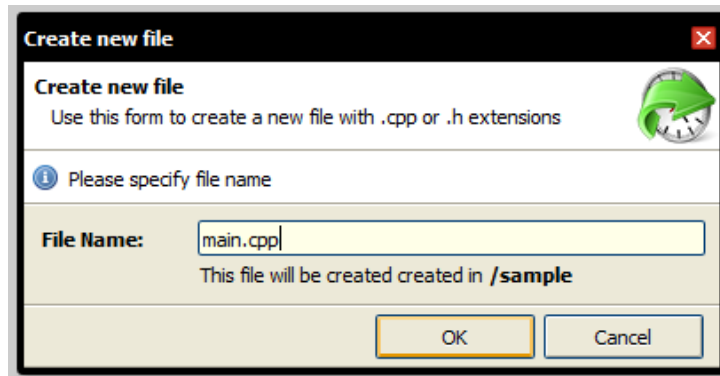 Create new file
Create new file
Use this form to create a new file with .cpp or .h extensions
Please specify file name
File Name: main.cpp
This file will be created created in /sample
OK Cancel